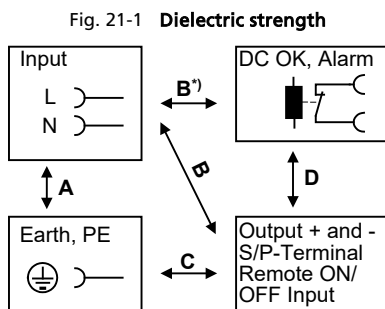 Fig. 21-1 Dielectric strength
Input
DC OK, Alarm
L
N
B*)
A
B
D
Earth, PE
C
Output + and -
S/P-Terminal
Remote ON/
OFF Input